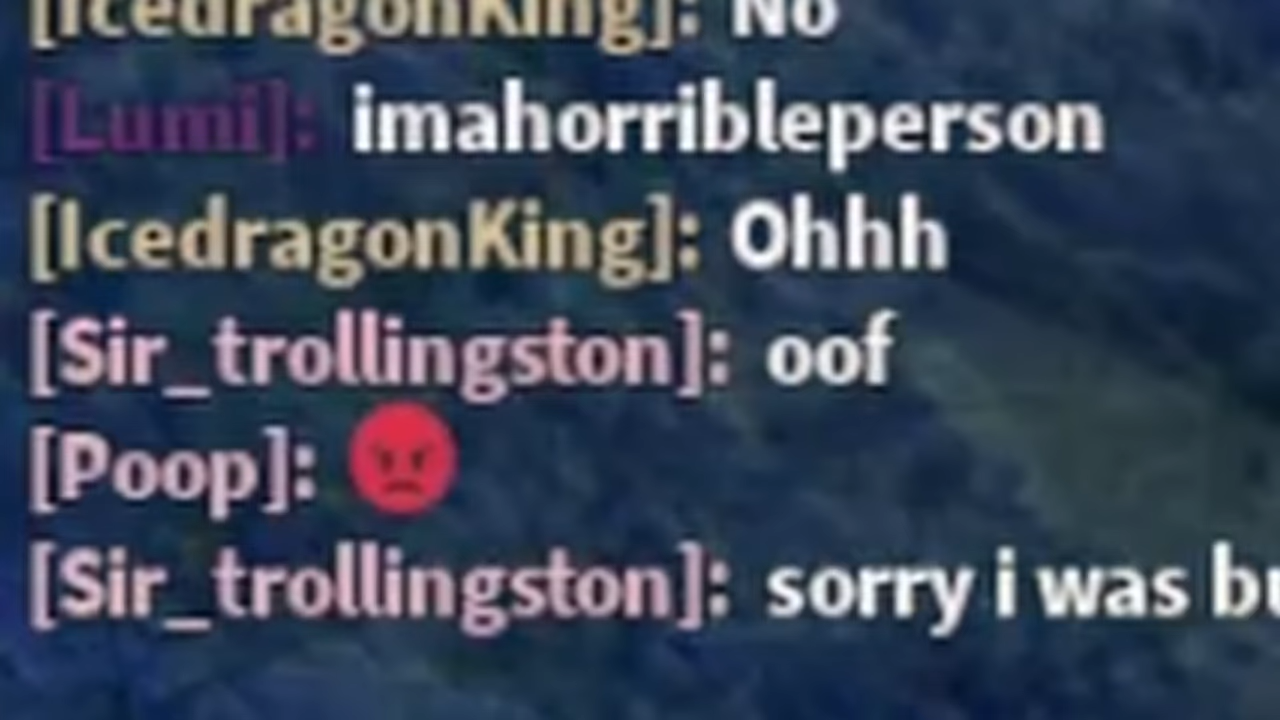 [IcedragonKing]: No
[Lumi]: imahorribleperson
[IcedragonKing]: Ohhh
[Sir_trollingston]: oof
[Poop]: 😡
[Sir_trollingston]: sorry i was